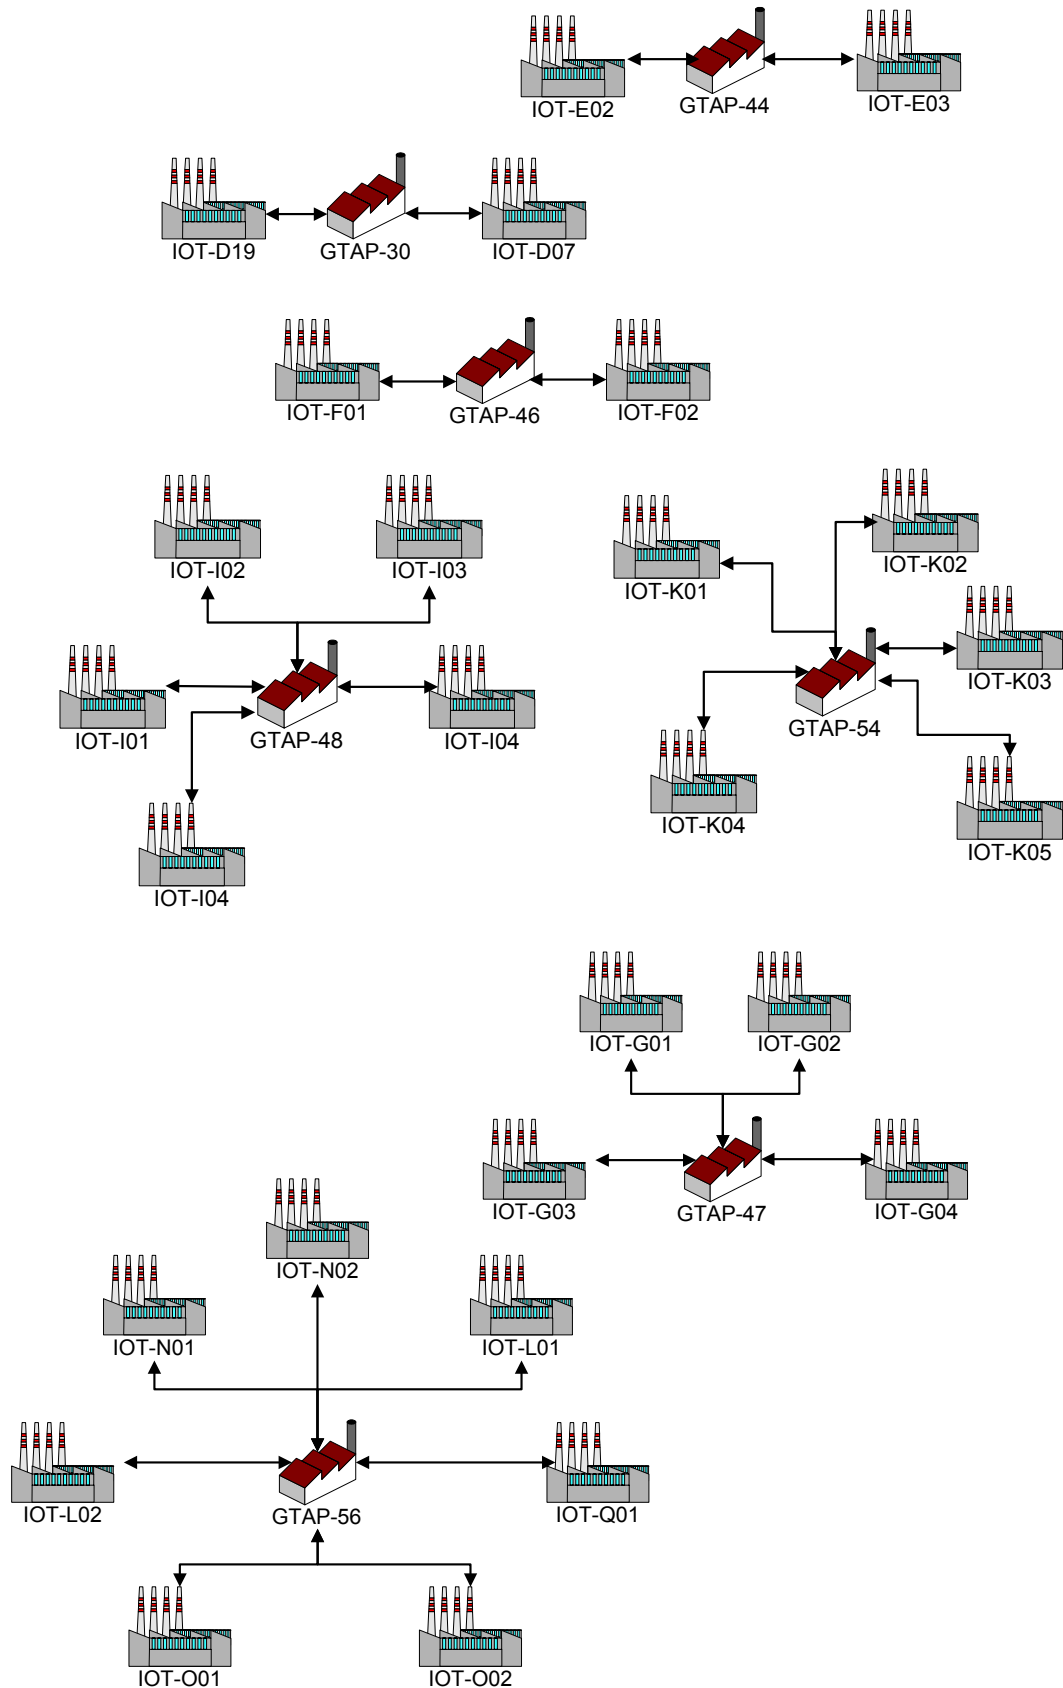 IOT-E02
GTAP-44
IOT-E03
IOT-D19
GTAP-30
IOT-D07
IOT-F01
GTAP-46
IOT-F02
IOT-I02
IOT-I03
IOT-K01
IOT-K02
IOT-K03
IOT-I01
GTAP-48
IOT-I04
GTAP-54
IOT-K04
IOT-K05
IOT-I04
IOT-G01
IOT-G02
IOT-G03
GTAP-47
IOT-G04
IOT-N02
IOT-N01
IOT-L01
IOT-L02
GTAP-56
IOT-Q01
IOT-O01
IOT-O02